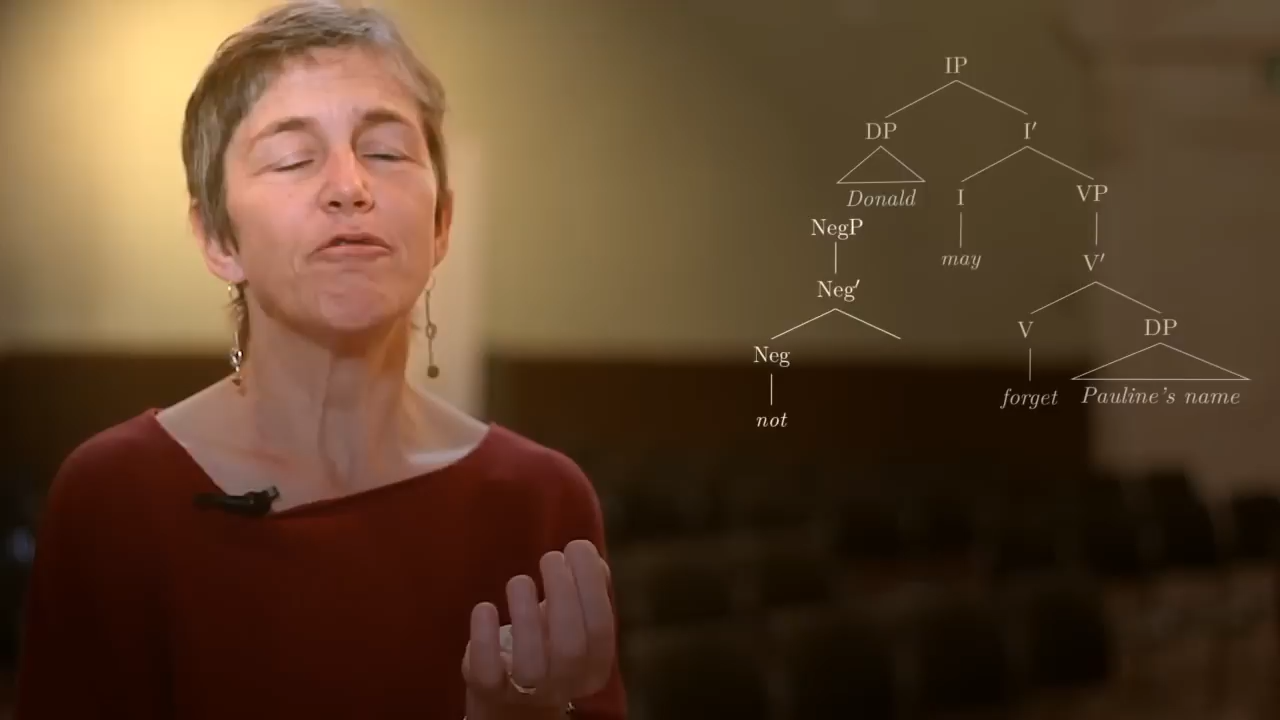 IP
DP I′
Donald I VP
NegP
may V′
Neg′
V DP
Neg
forget Pauline's name
not